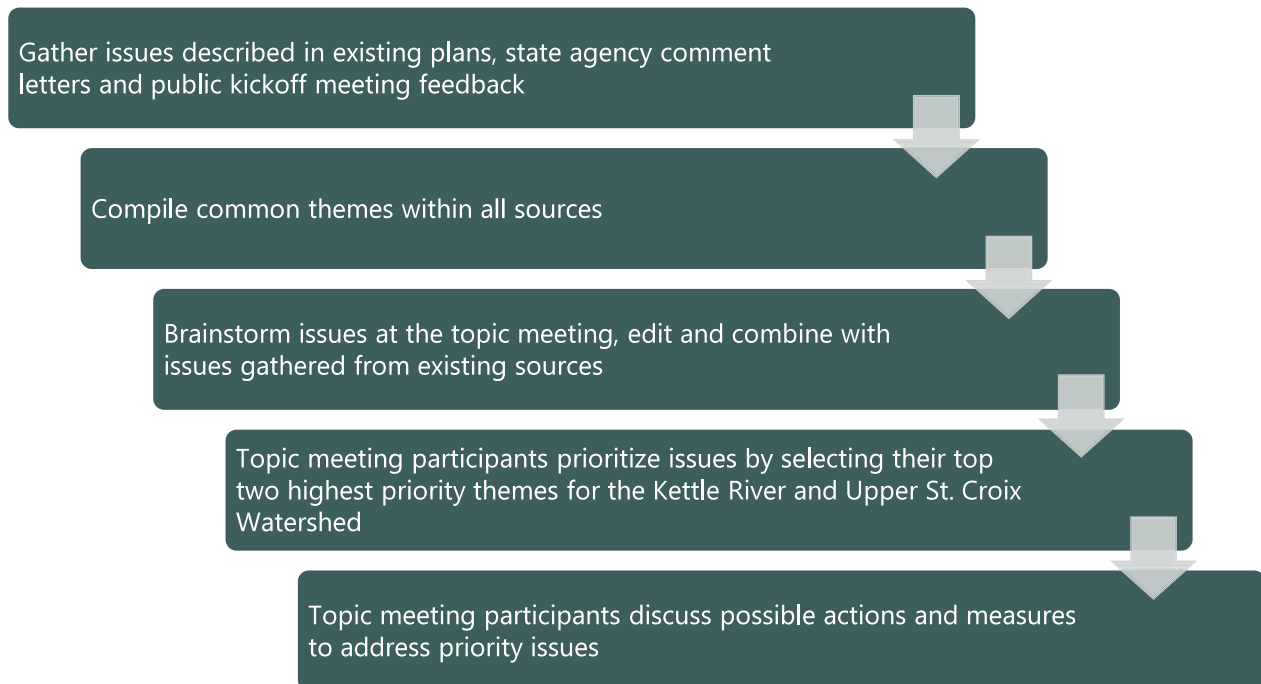 Gather issues described in existing plans, state agency comment
letters and public kickoff meeting feedback
Compile common themes within all sources
Brainstorm issues at the topic meeting, edit and combine with
issues gathered from existing sources
Topic meeting participants prioritize issues by selecting their top
two highest priority themes for the Kettle River and Upper St. Croix
Watershed
Topic meeting participants discuss possible actions and measures
to address priority issues